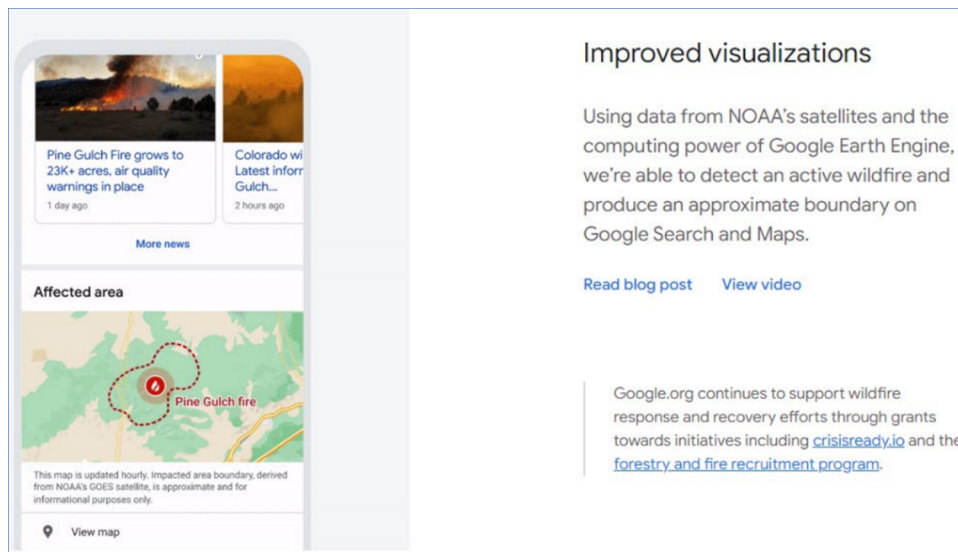 Pine Gulch Fire grows to
23K+ acres, air quality
warnings in place
1 day ago
Colorado wi
Latest inforr
Gulch...
2 hours ago
More news
Affected area
Pine Gulch fire
This map is updated hourly. Impacted area boundary, derived
from NOAA's GOES satellite, is approximate and for
informational purposes only.
View map
Improved visualizations
Using data from NOAA's satellites and the
computing power of Google Earth Engine,
we're able to detect an active wildfire and
produce an approximate boundary on
Google Search and Maps.
Read blog post View video
Google.org continues to support wildfire
response and recovery efforts through grants
towards initiatives including crisisready.io and the
forestry and fire recruitment program.